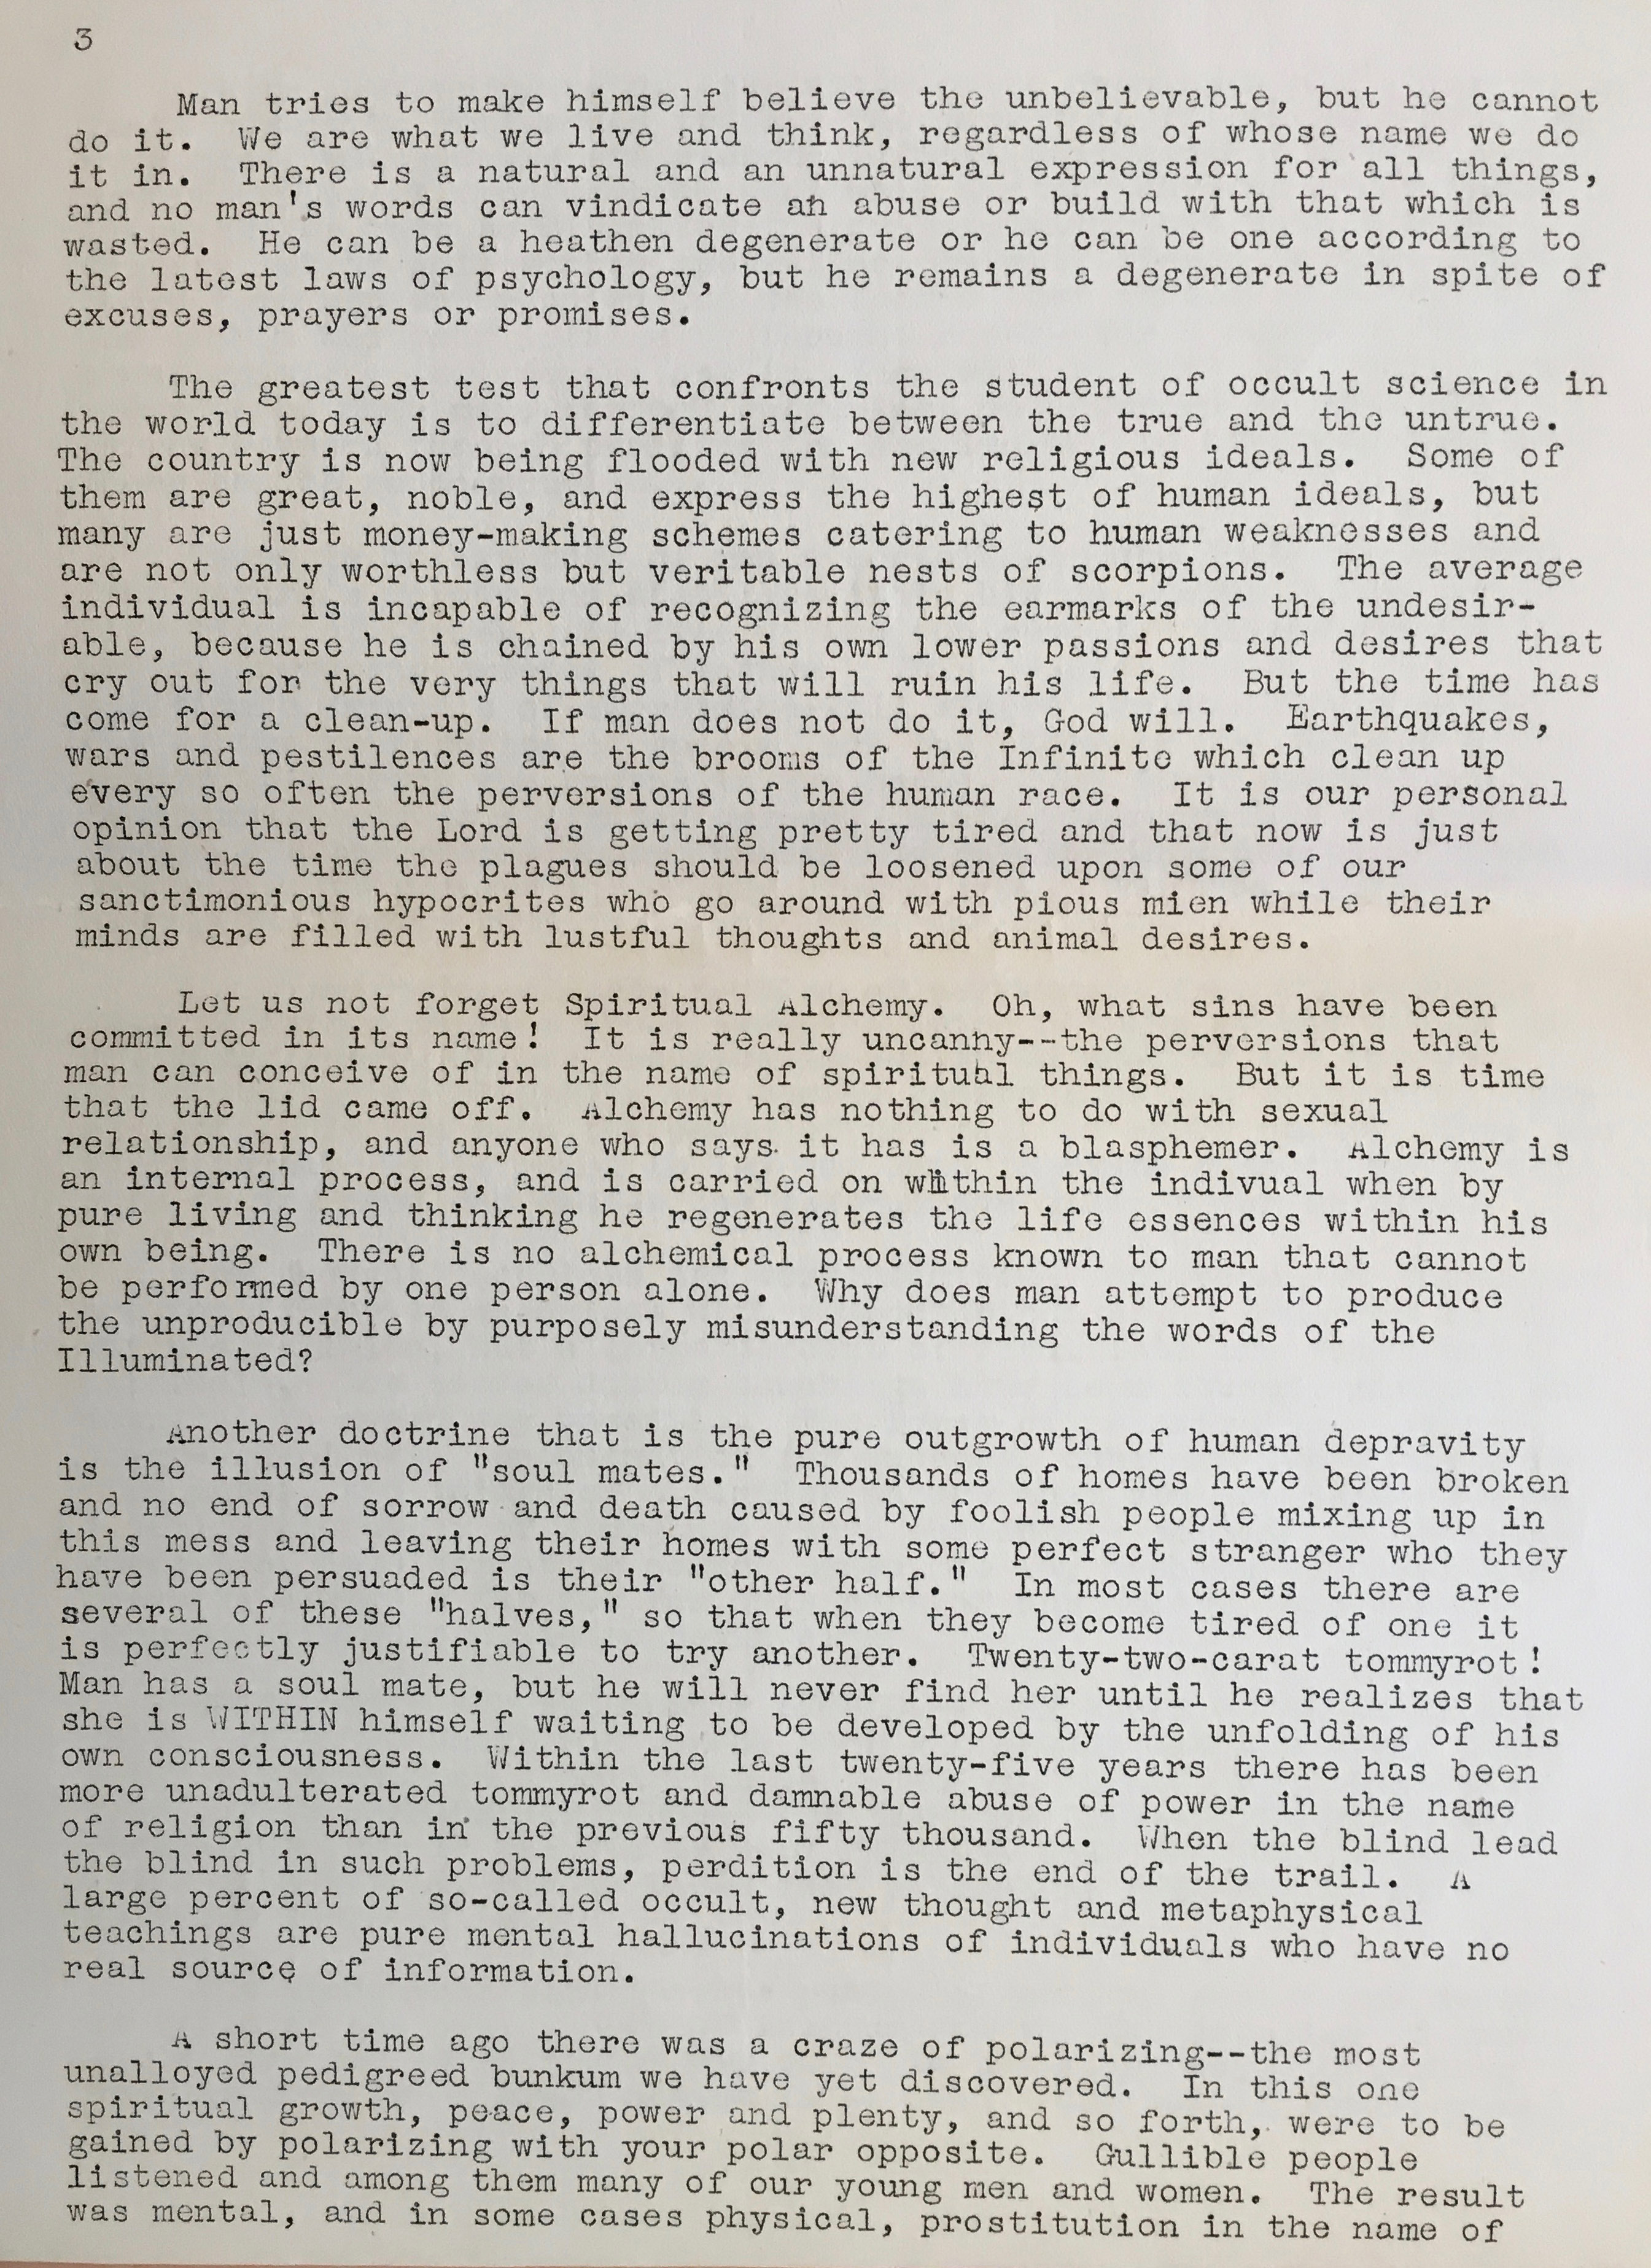 3
Man tries to make himself believe the unbelievable, but he cannot
do it. We are what we live and think, regardless of whose name we do
it in. There is a natural and an unnatural expression for all things,
and no man's words can vindicate an abuse or build with that which is
wasted. He can be a heathen degenerate or he can be one according to
the latest laws of psychology, but he remains a degenerate in spite of
excuses, prayers or promises.
The greatest test that confronts the student of occult science in
the world today is to differentiate between the true and the untrue.
The country is now being flooded with new religious ideals. Some of
them are great, noble, and express the highest of human ideals, but
many are just money-making schemes catering to human weaknesses and
are not only worthless but veritable nests of scorpions. The average
individual is incapable of recognizing the earmarks of the undesir-
able, because he is chained by his own lower passions and desires that
cry out for the very things that will ruin his life. But the time has
come for a clean-up. If man does not do it, God will. Earthquakes,
wars and pestilences are the brooms of the Infinite which clean up
every so often the perversions of the human race. It is our personal
opinion that the Lord is getting pretty tired and that now is just
about the time the plagues should be loosened upon some of our
sanctimonious hypocrites who go around with pious mien while their
minds are filled with lustful thoughts and animal desires.
Let us not forget Spiritual Alchemy. Oh, what sins have been
committed in its name! It is really uncanny--the perversions that
man can conceive of in the name of spiritual things. But it is time
that the lid came off. Alchemy has nothing to do with sexual
relationship, and anyone who says it has is a blasphemer. Alchemy is
an internal process, and is carried on within the indivual when by
pure living and thinking he regenerates the life essences within his
own being. There is no alchemical process known to man that cannot
be performed by one person alone. Why does man attempt to produce
the unproducible by purposely misunderstanding the words of the
Illuminated?
Another doctrine that is the pure outgrowth of human depravity
is the illusion of "soul mates." Thousands of homes have been broken
and no end of sorrow and death caused by foolish people mixing up in
this mess and leaving their homes with some perfect stranger who they
have been persuaded is their "other half." In most cases there are
several of these "halves," so that when they become tired of one it
is perfectly justifiable to try another. Twenty-two-carat tommyrot!
Man has a soul mate, but he will never find her until he realizes that
she is WITHIN himself waiting to be developed by the unfolding of his
own consciousness. Within the last twenty-five years there has been
more unadulterated tommyrot and damnable abuse of power in the name
of religion than in the previous fifty thousand. When the blind lead
the blind in such problems, perdition is the end of the trail. A
large percent of so-called occult, new thought and metaphysical
teachings are pure mental hallucinations of individuals who have no
real source of information.
A short time ago there was a craze of polarizing--the most
unalloyed pedigreed bunkum we have yet discovered. In this one
spiritual growth, peace, power and plenty, and so forth, were to be
gained by polarizing with your polar opposite. Gullible people
listened and among them many of our young men and women. The result
was mental, and in some cases physical, prostitution in the name of